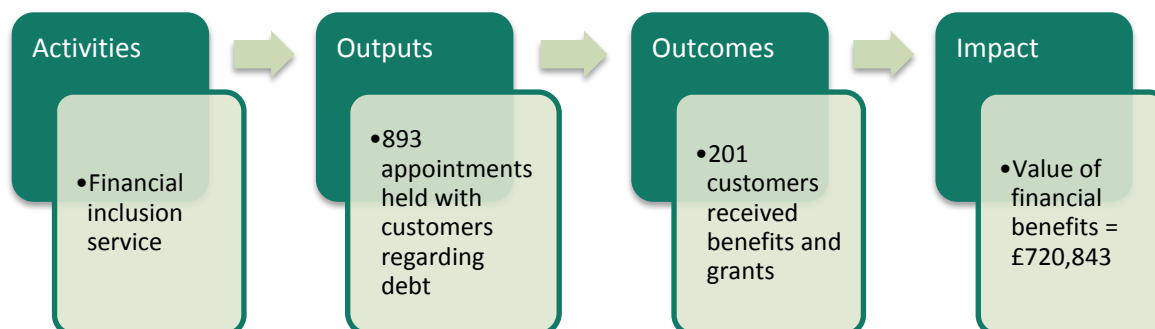 Activities
•Financial
inclusion
service
Outputs
•893
appointments
held with
customers
regarding
debt
Outcomes
•201
customers
received
benefits and
grants
Impact
•Value of
financial
benefits =
£720,843